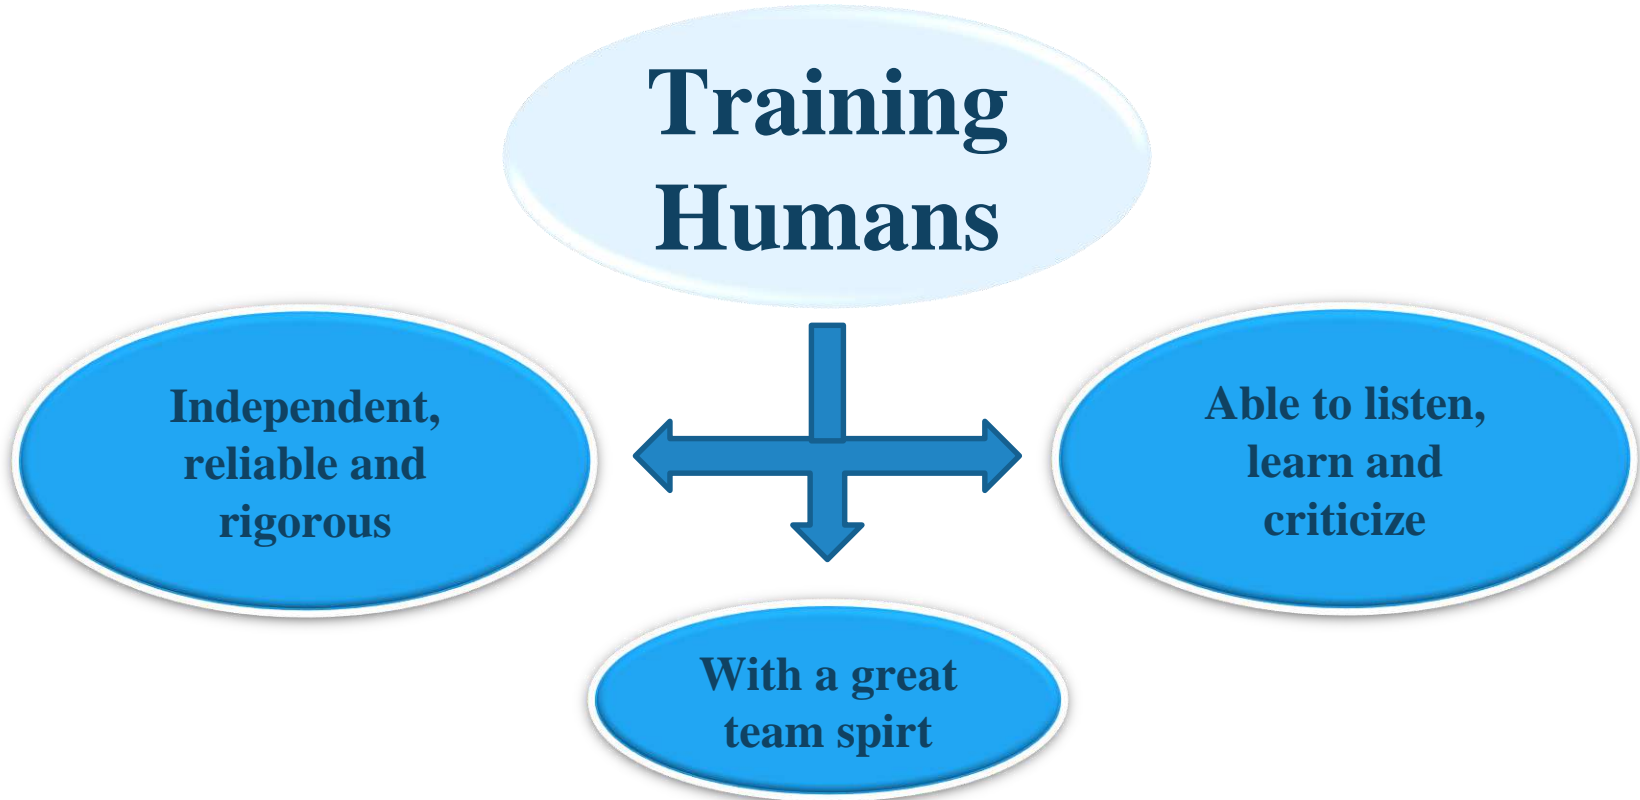 Training
Humans
Independent,
reliable and
rigorous
Able to listen,
learn and
criticize
With a great
team spirt